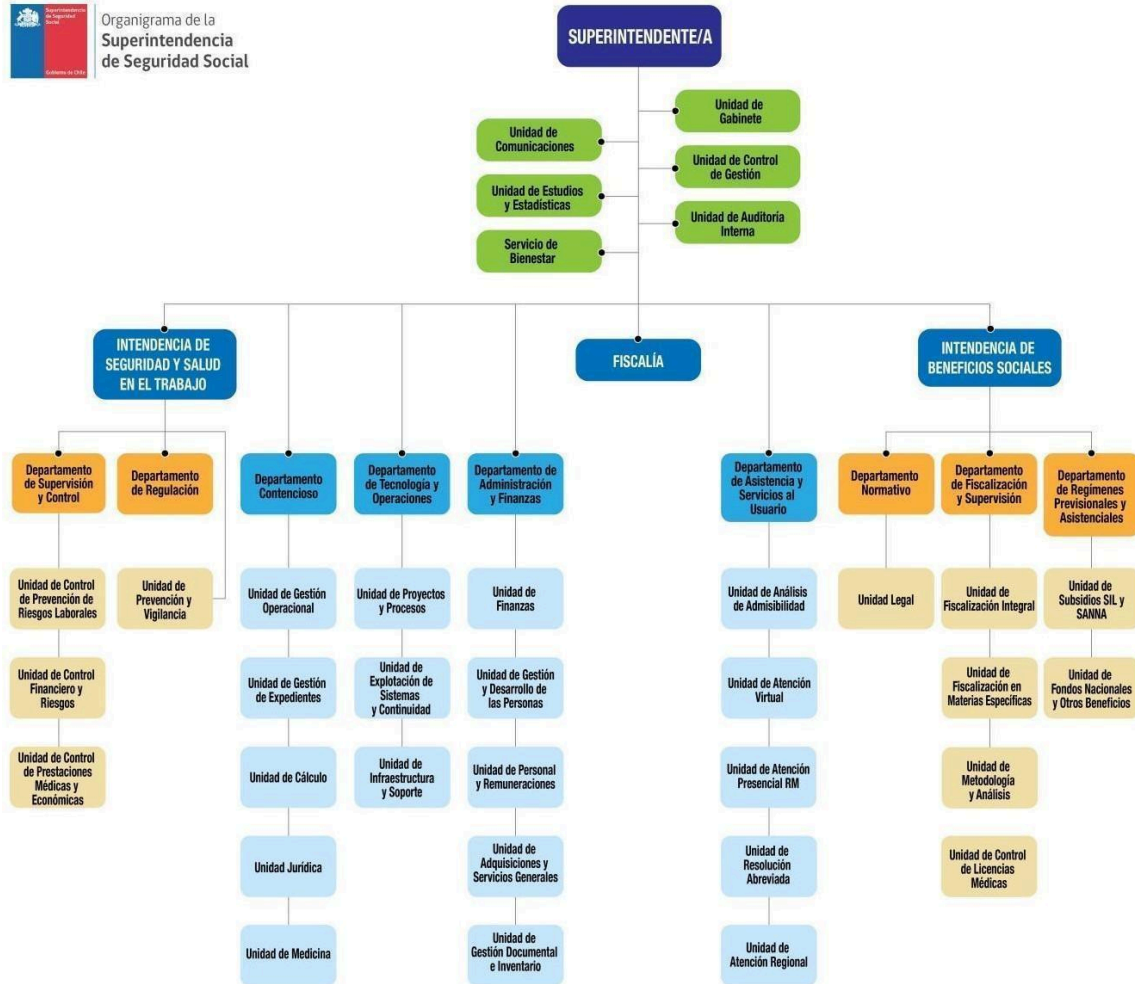 Superintendencia
de Seguridad
Social
Gobierno de Chile
Organigrama de la
Superintendencia
de Seguridad Social
SUPERINTENDENTE/A
Unidad de
Gabinete
Unidad de
Comunicaciones
Unidad de Control
de Gestión
Unidad de Estudios
y Estadísticas
Unidad de Auditoría
Interna
Servicio de
Bienestar
INTENDENCIA DE
SEGURIDAD Y SALUD
EN EL TRABAJO
FISCALÍA
INTENDENCIA DE
BENEFICIOS SOCIALES
Departamento
de Supervisión
y Control
Departamento
de Regulación
Departamento
Contencioso
Departamento
de Tecnología y
Operaciones
Departamento de
Administración
y Finanzas
Departamento
de Asistencia y
Servicios al
Usuario
Departamento
Normativo
Departamento
de Fiscalización
y Supervisión
Departamento
de Regímenes
Previsionales y
Asistenciales
Unidad de Control
de Prevención de
Riesgos Laborales
Unidad de
Prevención y
Vigilancia
Unidad de Gestión
Operacional
Unidad de Proyectos
y Procesos
Unidad de
Finanzas
Unidad de Análisis
de Admisibilidad
Unidad Legal
Unidad de
Fiscalización Integral
Unidad de
Subsidios SIL y
SANNA
Unidad de Control
Financiero y
Riesgos
Unidad de Gestión
de Expedientes
Unidad de
Explotación de
Sistemas
y Continuidad
Unidad de Gestión
y Desarrollo de
las Personas
Unidad de Atención
Virtual
Unidad de
Fiscalización en
Materias Específicas
Unidad de
Fondos Nacionales
y Otros Beneficios
Unidad de Control
de Prestaciones
Médicas y
Económicas
Unidad de Cálculo
Unidad de
Infraestructura
y Soporte
Unidad de Personal
y Remuneraciones
Unidad de Atención
Presencial RM
Unidad de
Metodología
y Análisis
Unidad Jurídica
Unidad de
Adquisiciones y
Servicios Generales
Unidad de
Resolución
Abreviada
Unidad de Control
de Licencias
Médicas
Unidad de Medicina
Unidad de
Gestión Documental
e Inventario
Unidad de
Atención Regional